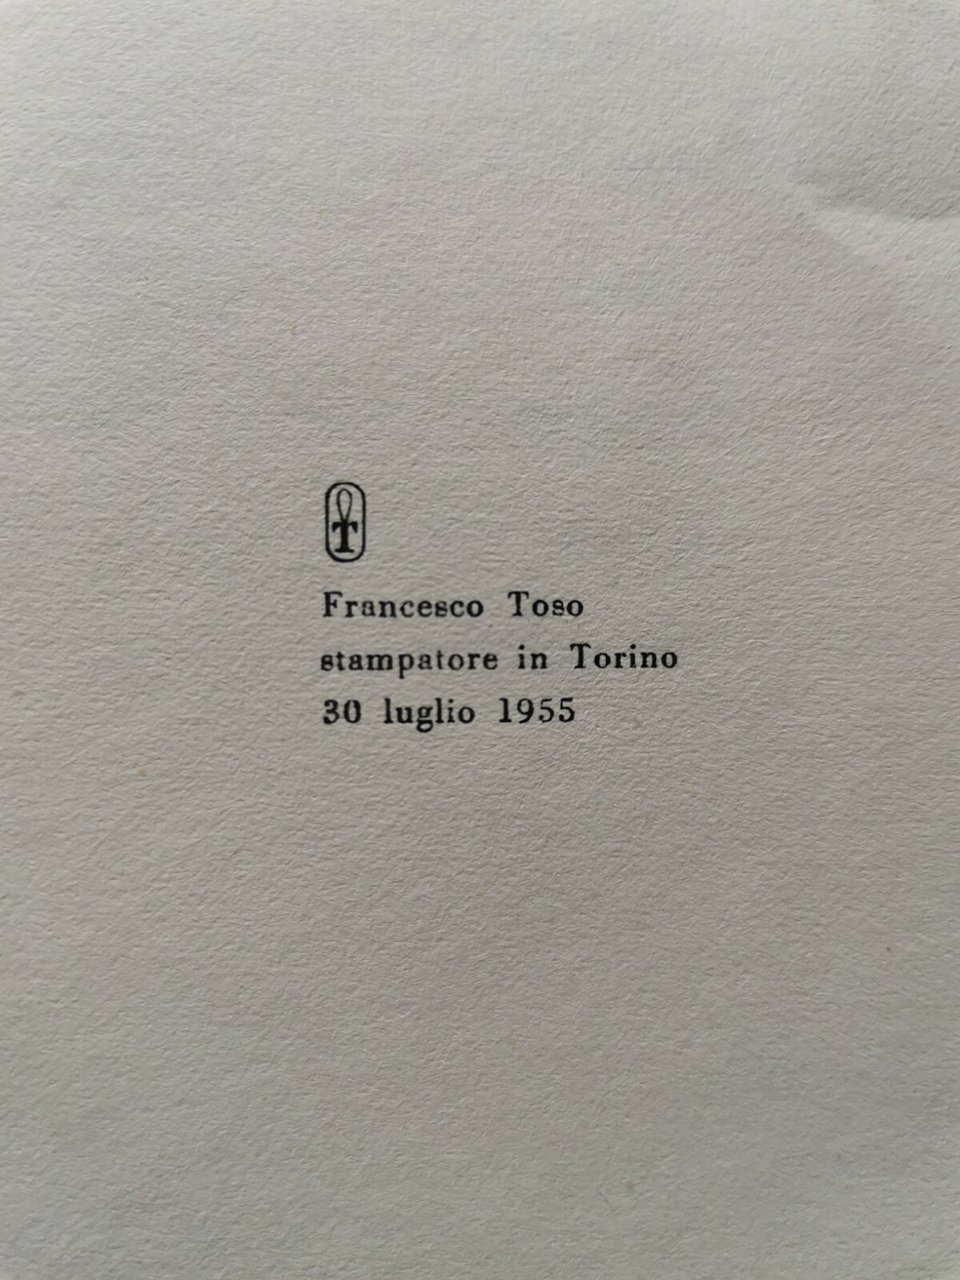 T
Francesco Toso
stampatore in Torino
30 luglio 1955